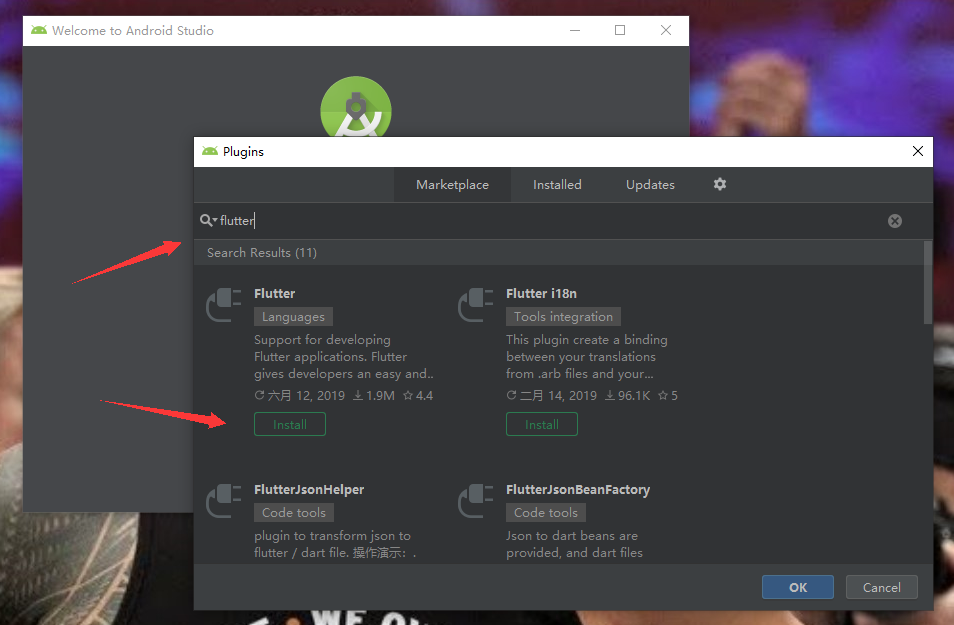 Welcome to Android Studio
Plugins
Marketplace Installed Updates
flutter
Search Results (11)
Flutter
Languages
Support for developing
Flutter applications. Flutter
gives developers an easy and..
六月 12, 2019 1.9M 4.4
Install
Flutter i18n
Tools integration
This plugin create a binding
between your translations
from .arb files and your...
二月 14, 2019 96.1K 5
Install
FlutterJsonHelper
Code tools
plugin to transform json to
flutter / dart file. 操作演示: .
FlutterJsonBeanFactory
Code tools
Json to dart beans are
provided, and dart files
OK Cancel
WE